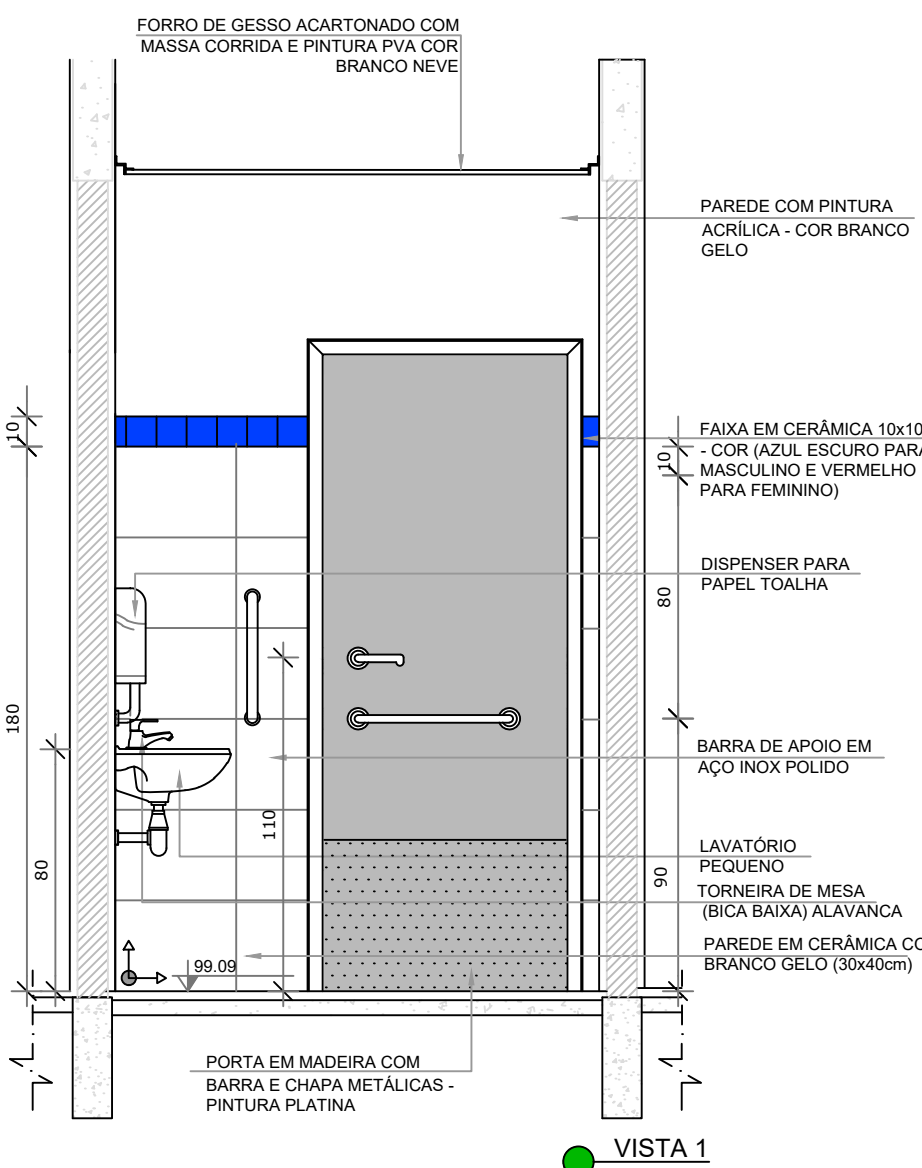 FORRO DE GESSO ACARTONADO COM
MASSA CORRIDA E PINTURA PVA COR
BRANCO NEVE
PAREDE COM PINTURA
ACRÍLICA - COR BRANCO
GELO
10
FAIXA EM CERÂMICA 10x10
- COR (AZUL ESCURO PARA
MASCULINO E VERMELHO
PARA FEMININO)
10
DISPENSER PARA
PAPEL TOALHA
80
180
BARRA DE APOIO EM
AÇO INOX POLIDO
110
80
LAVATÓRIO
PEQUENO
90
TORNEIRA DE MESA
(BICA BAIXA) ALAVANCA
PAREDE EM CERÂMICA CO
BRANCO GELO (30x40cm)
99.09
PORTA EM MADEIRA COM
BARRA E CHAPA METÁLICAS -
PINTURA PLATINA
VISTA 1